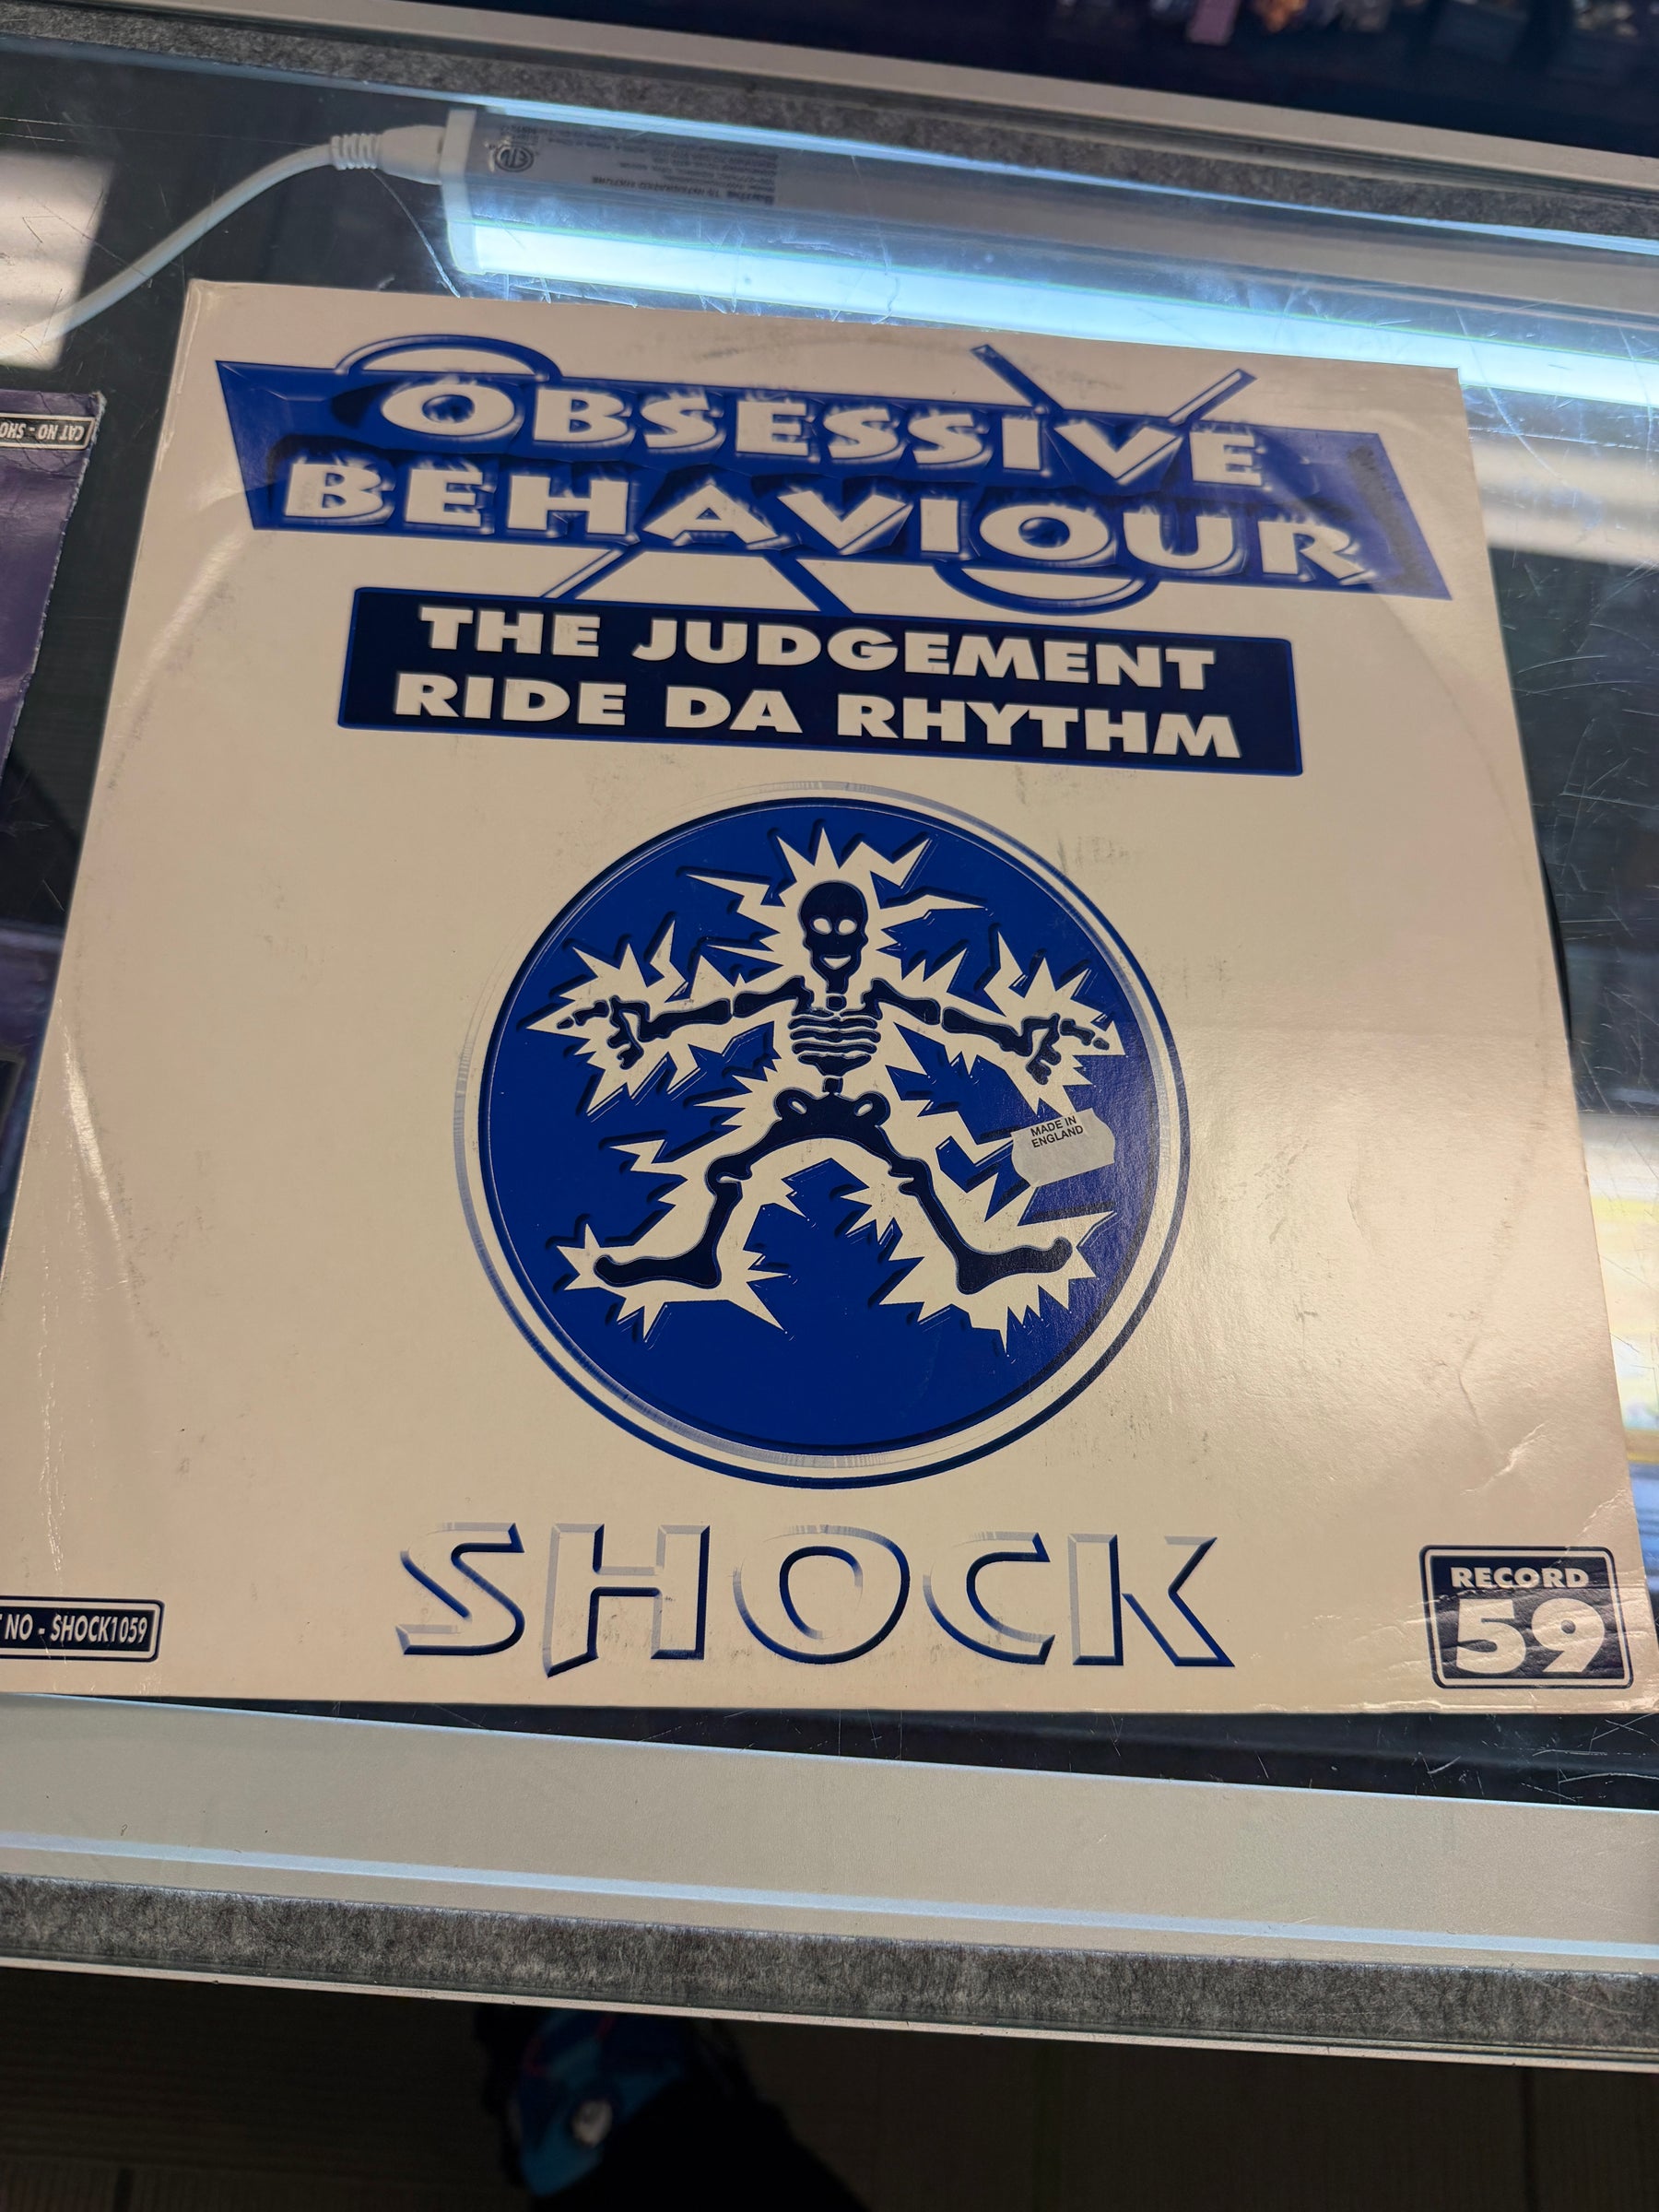 CAT NO - SHO
OBSESSIVE
BEHAVIOUR
THE JUDGEMENT
RIDE DA RHYTHM
MADE IN
ENGLAND
SHOCK
NO - SHOCK1059
RECORD
59